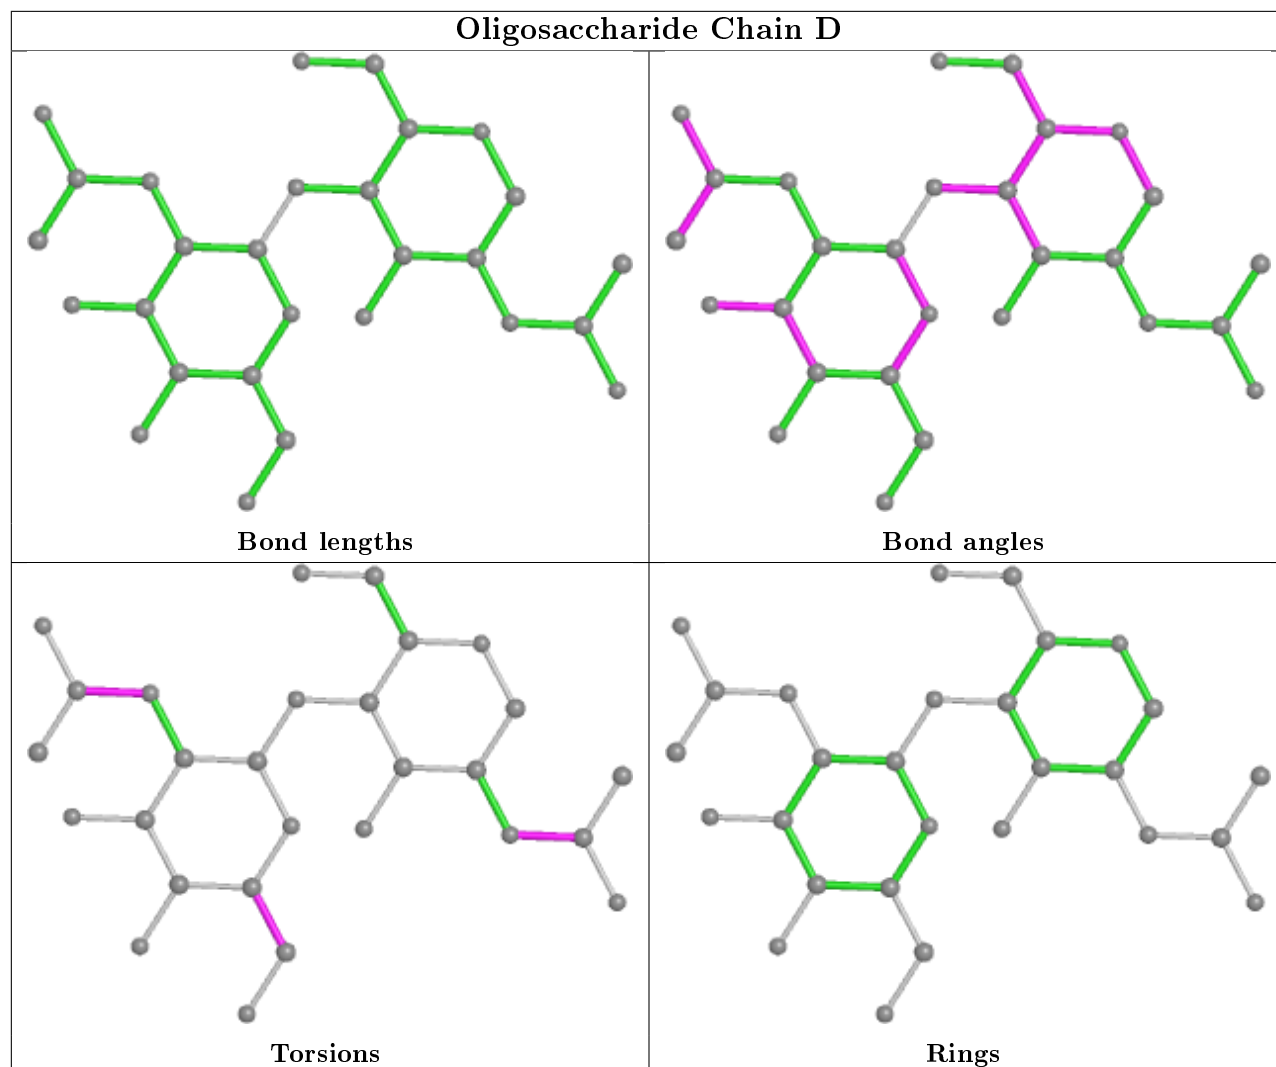 Oligosaccharide Chain D
Bond lengths
Bond angles
Torsions
Rings